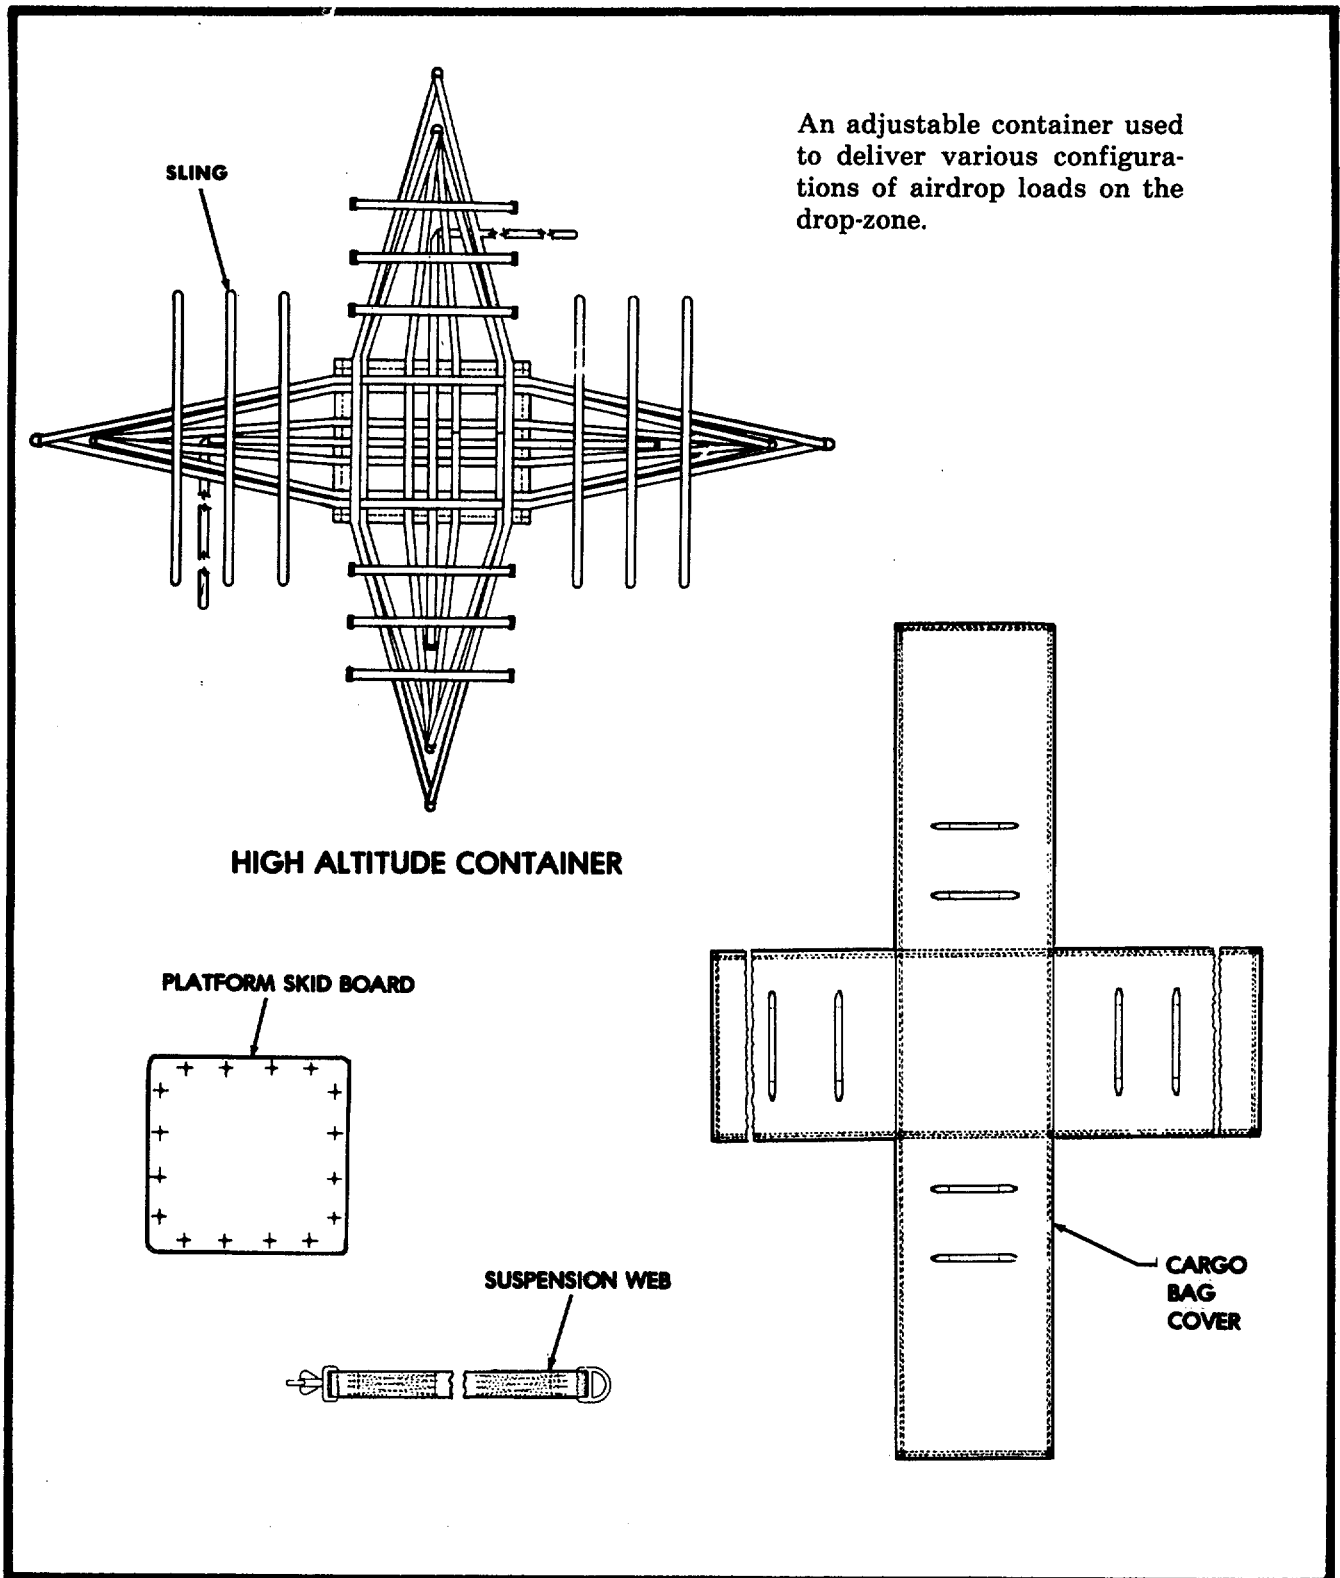 An adjustable container used
to deliver various configura-
tions of airdrop loads on the
drop-zone.
SLING
HIGH ALTITUDE CONTAINER
PLATFORM SKID BOARD
SUSPENSION WEB
CARGO
BAG
COVER